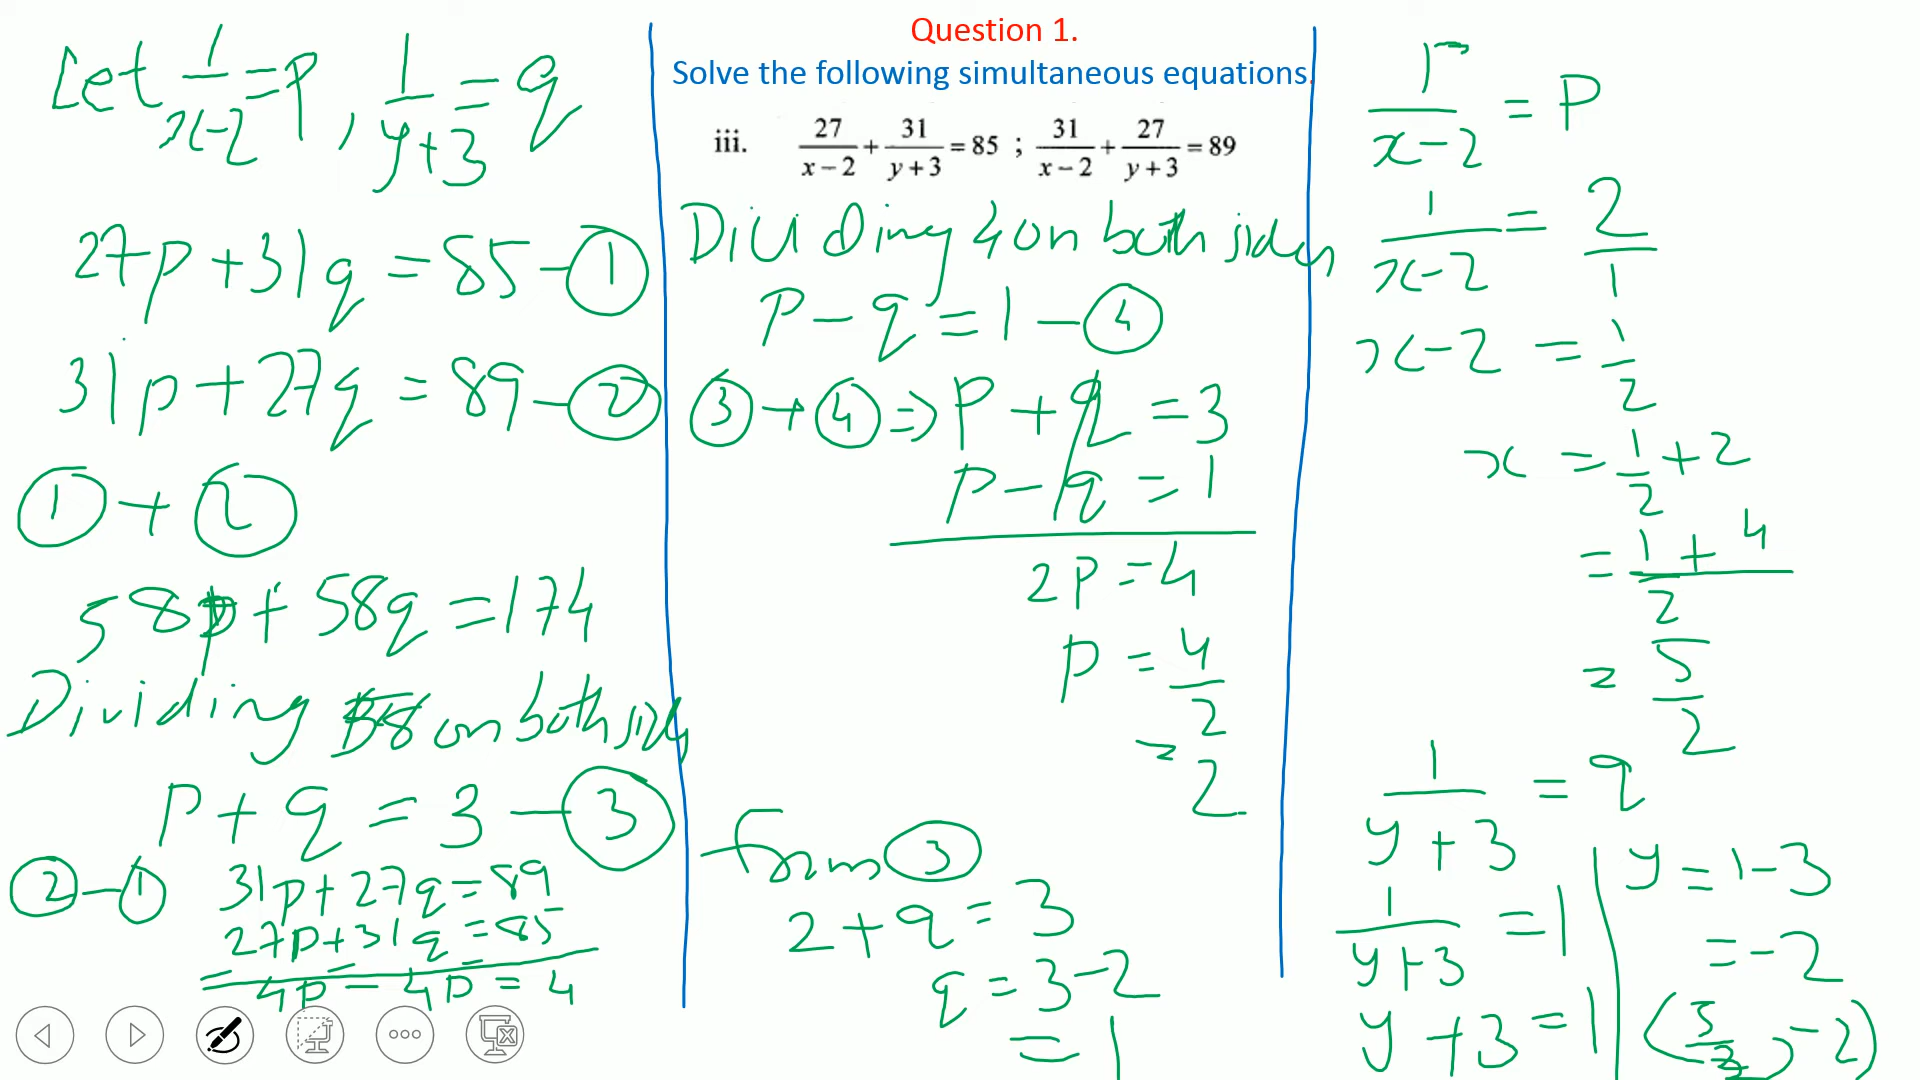 Let 1/(x-2) = p, 1/(y+3) = q
27p + 31q = 85 - ①
31p + 27q = 89 - ②
① + ②
58p + 58q = 174
Dividing 58 on both sides
p + q = 3 - ③
② - ① 31p + 27q = 89
27p + 31q = 85
4p - 4p = 4
Question 1.
Solve the following simultaneous equations.
iii. 27/(x-2) + 31/(y+3) = 85 ; 31/(x-2) + 27/(y+3) = 89
Dividing 4 on both sides
p - q = 1 - ④
③ + ④ ⇒ p + q = 3
p - q = 1
2p = 4
p = 4/2
= 2
from ③
2 + q = 3
q = 3 - 2
= 1
1/(x-2) = p
1/(x-2) = 2/1
x - 2 = 1/2
x = 1/2 + 2
= (1 + 4)/2
= 5/2
1/(y+3) = q
1/(y+3) = 1
y + 3 = 1
y = 1 - 3
= -2